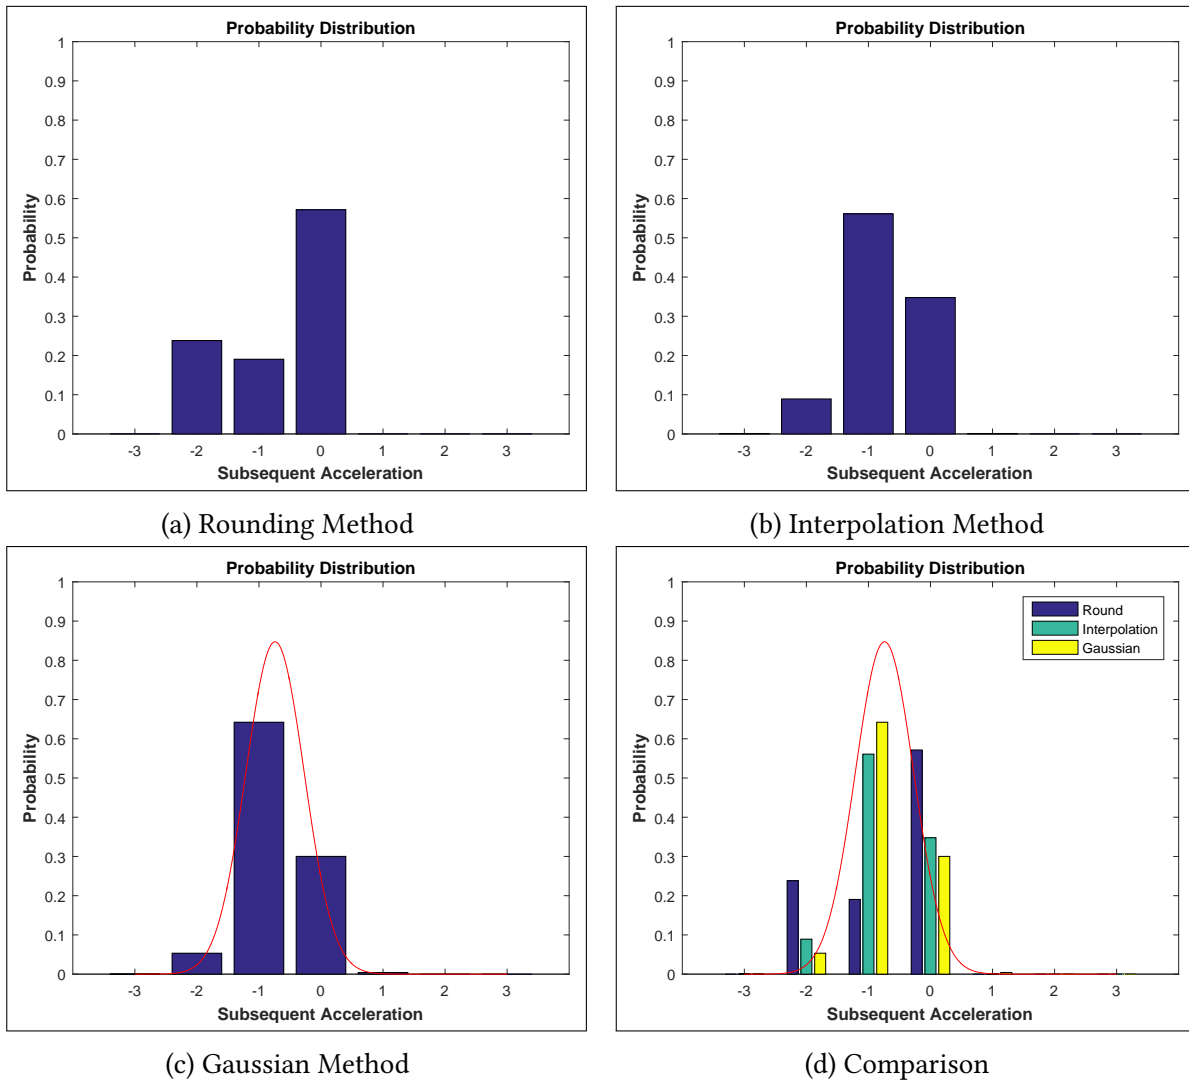 Probability Distribution
1
0.9
0.8
0.7
0.6
0.5
0.4
0.3
0.2
0.1
0
Probability
-3 -2 -1 0 1 2 3
Subsequent Acceleration
(a) Rounding Method
Probability Distribution
1
0.9
0.8
0.7
0.6
0.5
0.4
0.3
0.2
0.1
0
Probability
-3 -2 -1 0 1 2 3
Subsequent Acceleration
(b) Interpolation Method
Probability Distribution
1
0.9
0.8
0.7
0.6
0.5
0.4
0.3
0.2
0.1
0
Probability
-3 -2 -1 0 1 2 3
Subsequent Acceleration
(c) Gaussian Method
Probability Distribution
1
0.9
0.8
0.7
0.6
0.5
0.4
0.3
0.2
0.1
0
Probability
Round
Interpolation
Gaussian
-3 -2 -1 0 1 2 3
Subsequent Acceleration
(d) Comparison